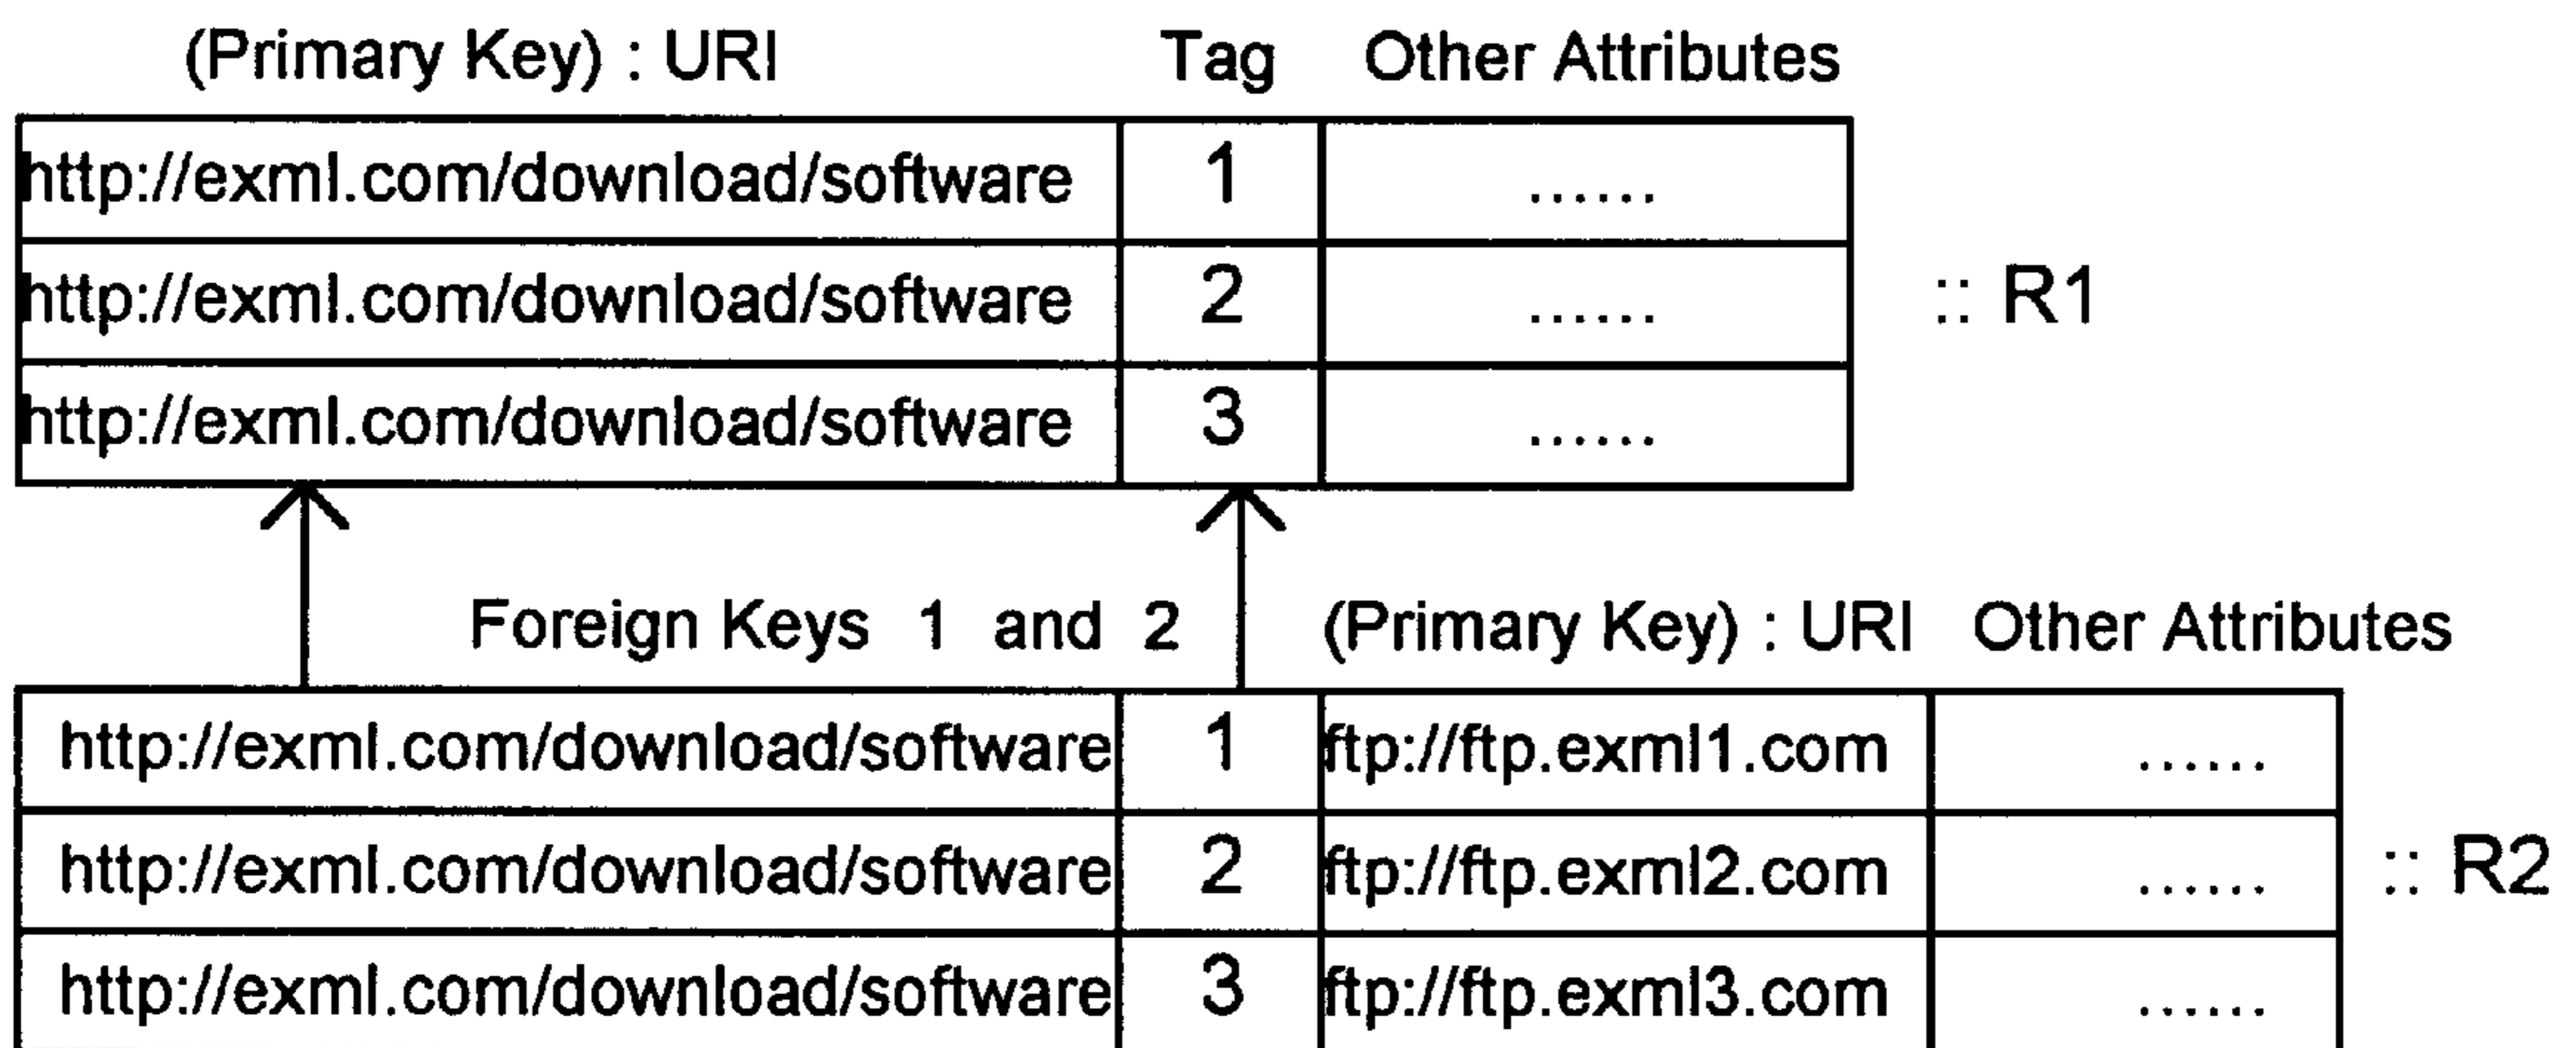 (Primary Key) : URI Tag Other Attributes
http://exml.com/download/software 1 ......
http://exml.com/download/software 2 ...... :: R1
http://exml.com/download/software 3 ......
Foreign Keys 1 and 2 (Primary Key) : URI Other Attributes
http://exml.com/download/software 1 ftp://ftp.exml1.com ......
http://exml.com/download/software 2 ftp://ftp.exml2.com ...... :: R2
http://exml.com/download/software 3 ftp://ftp.exml3.com ......